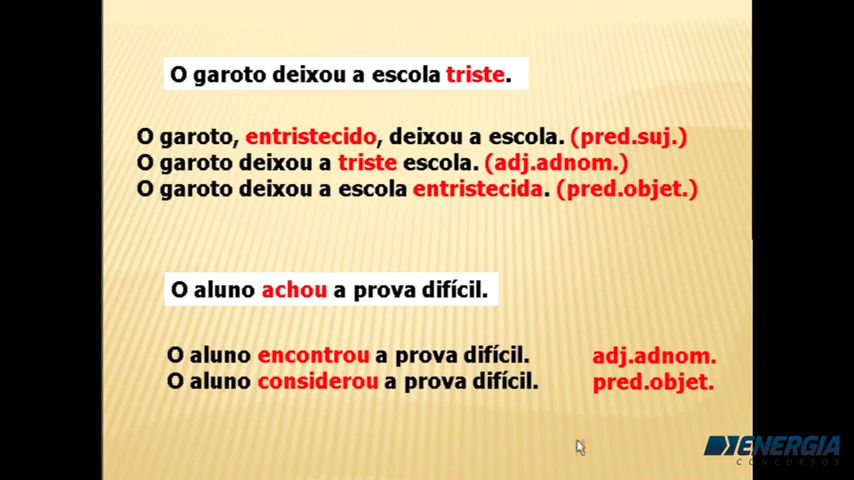 O garoto deixou a escola triste.
O garoto, entristecido, deixou a escola. (pred.suj.)
O garoto deixou a triste escola. (adj.adnom.)
O garoto deixou a escola entristecida. (pred.objet.)
O aluno achou a prova difícil.
O aluno encontrou a prova difícil. adj.adnom.
O aluno considerou a prova difícil. pred.objet.
ENERGIA
CONCURSOS